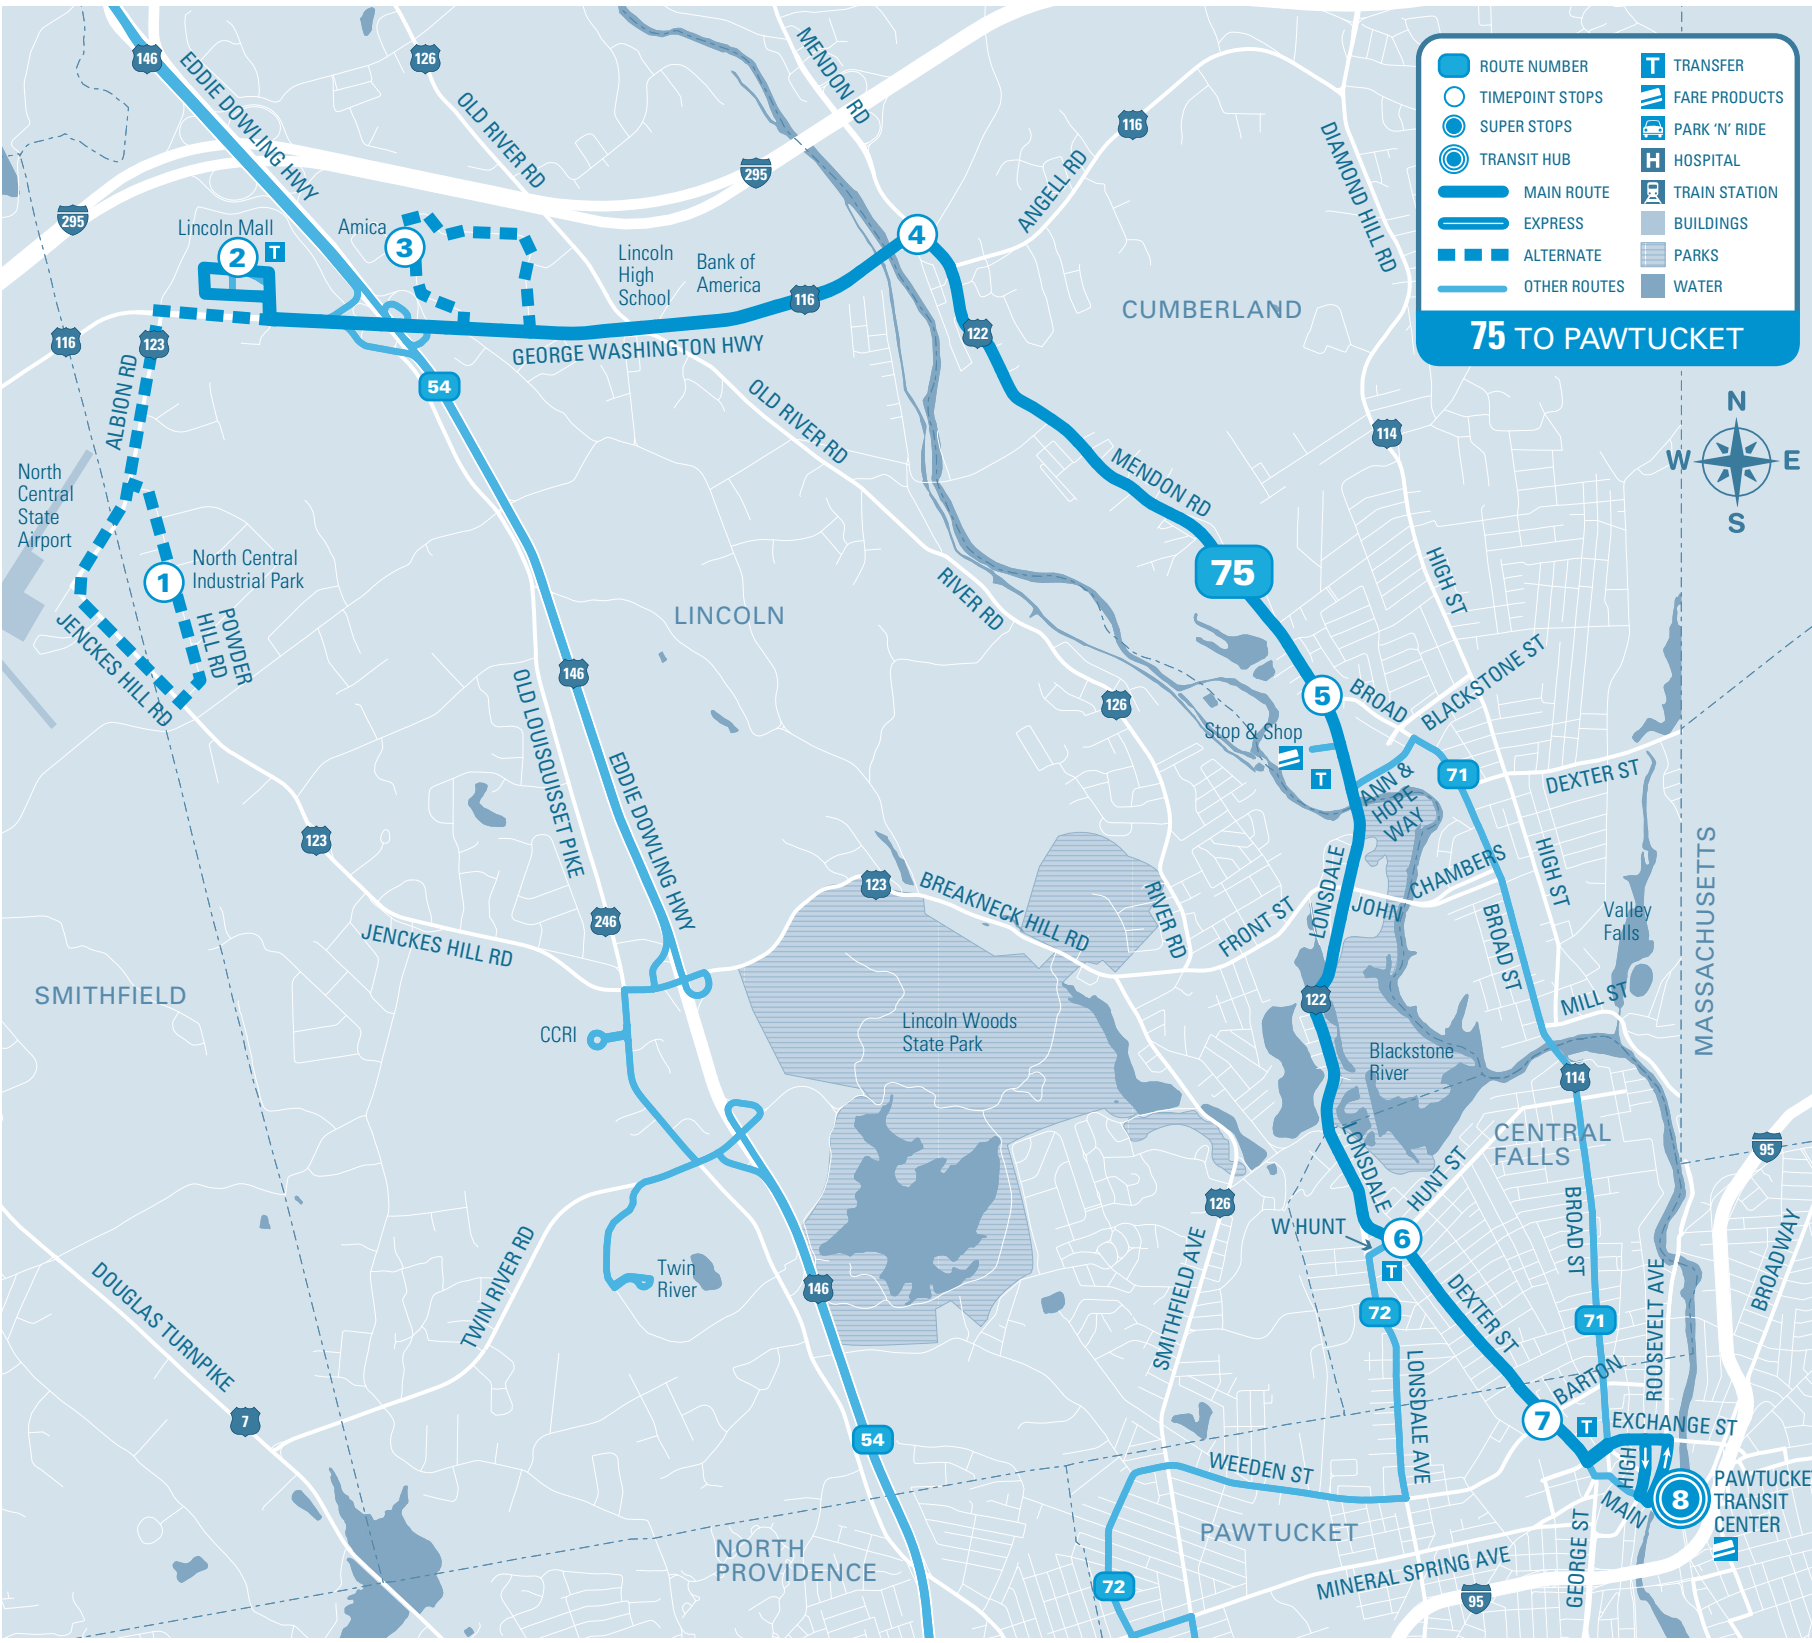 146
EDDIE DOWLING HWY
126
OLD RIVER RD
MENDON RD
116
295
295
ANGELL RD
DIAMOND HILL RD
ROUTE NUMBER
TIMEPOINT STOPS
SUPER STOPS
TRANSIT HUB
MAIN ROUTE
EXPRESS
ALTERNATE
OTHER ROUTES
T TRANSFER
FARE PRODUCTS
PARK 'N' RIDE
H HOSPITAL
TRAIN STATION
BUILDINGS
PARKS
WATER
75 TO PAWTUCKET
Lincoln Mall
2
T
Amica
3
Lincoln
High
School
Bank of
America
116
4
122
CUMBERLAND
116
123
GEORGE WASHINGTON HWY
54
ALBION RD
OLD RIVER RD
114
N
W
E
S
North
Central
State
Airport
MENDON RD
1
North Central
Industrial Park
75
HIGH ST
RIVER RD
LINCOLN
POWDER
HILL RD
JENCKES HILL RD
146
OLD LOUISQUISSET PIKE
126
5
BROAD
BLACKSTONE ST
Stop & Shop
T
71
ANN &
HOPE
WAY
DEXTER ST
EDDIE DOWLING HWY
123
MASSACHUSETTS
123
BREAKNECK HILL RD
RIVER RD
FRONT ST
LONSDALE
JOHN
CHAMBERS
HIGH ST
BROAD ST
Valley
Falls
246
JENCKES HILL RD
SMITHFIELD
122
MILL ST
CCRI
Lincoln Woods
State Park
Blackstone
River
114
LONSDALE
HUNT ST
CENTRAL
FALLS
95
126
W HUNT
6
T
BROAD ST
BROADWAY
TWIN RIVER RD
Twin
River
146
DOUGLAS TURNPIKE
SMITHFIELD AVE
72
DEXTER ST
71
ROOSEVELT AVE
LONSDALE AVE
BARTON
7
7
T
EXCHANGE ST
54
WEEDEN ST
HIGH
MAIN
8
PAWTUCKE
TRANSIT
CENTER
PAWTUCKET
GEORGE ST
NORTH
PROVIDENCE
MINERAL SPRING AVE
72
95